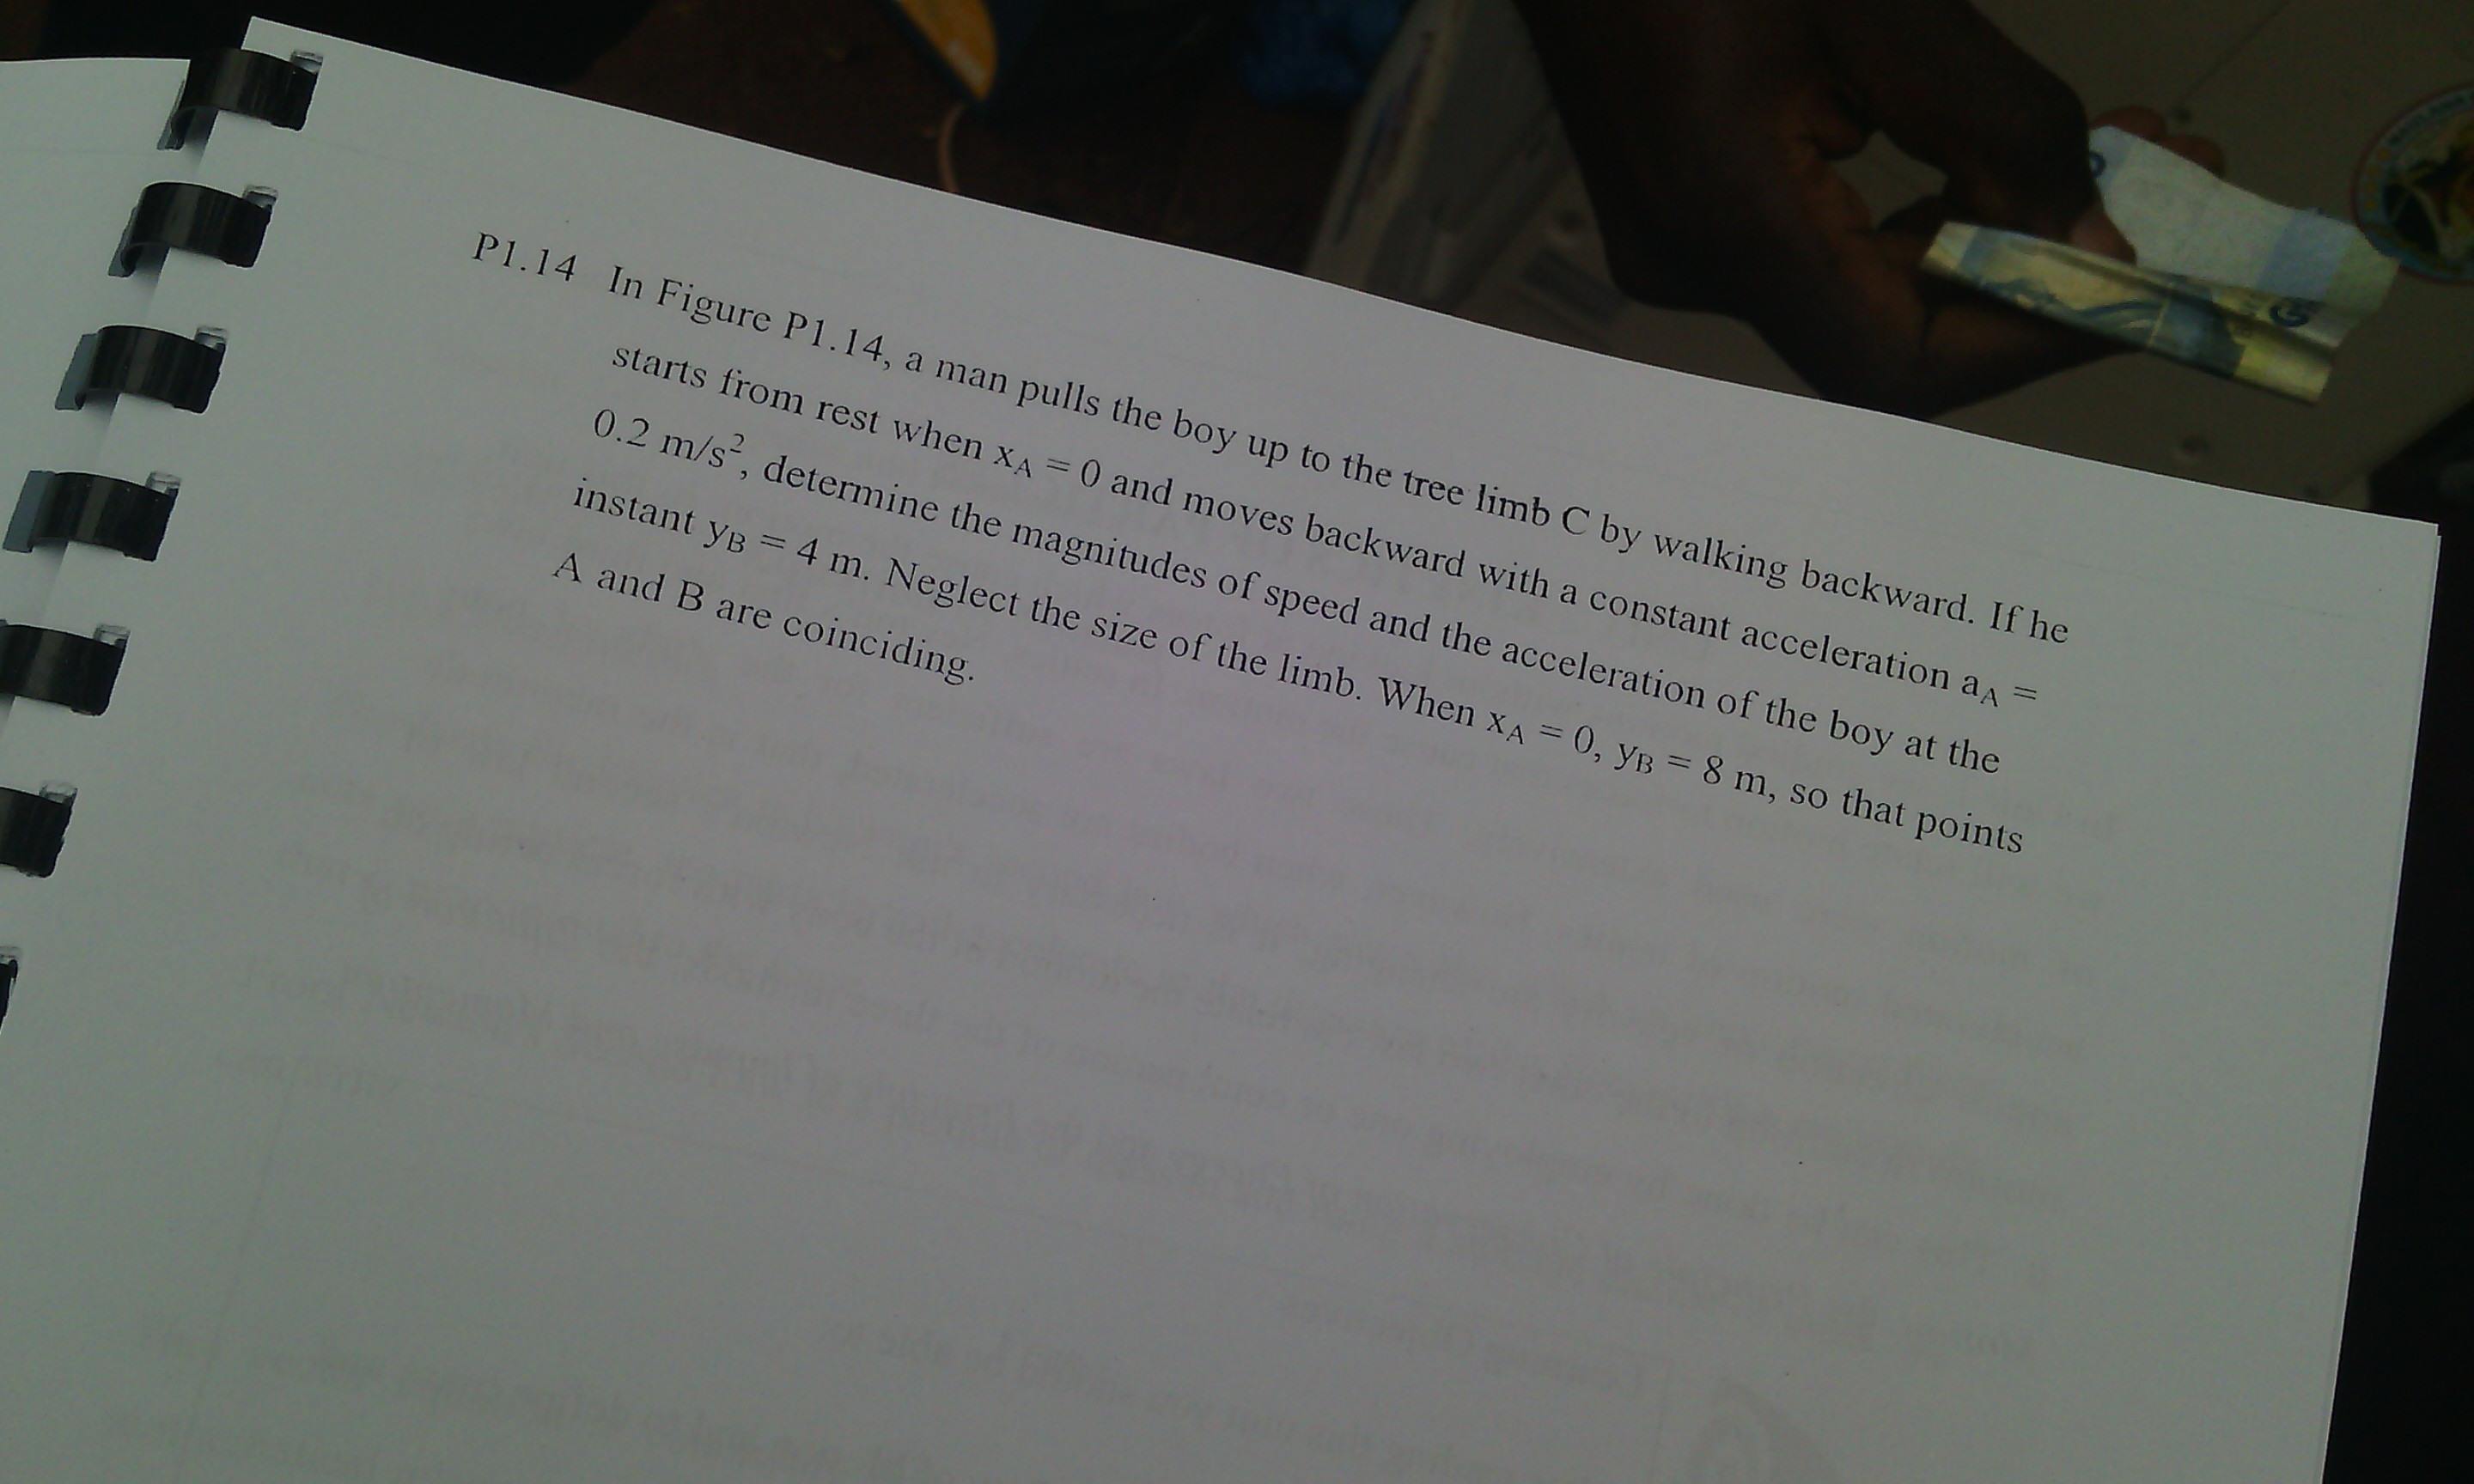 P1.14 In Figure P1.14, a man pulls the boy up to the tree limb C by walking backward. If he
starts from rest when xA = 0 and moves backward with a constant acceleration aA =
0.2 m/s², determine the magnitudes of speed and the acceleration of the boy at the
instant yB = 4 m. Neglect the size of the limb. When xA = 0, yB = 8 m, so that points
A and B are coinciding.